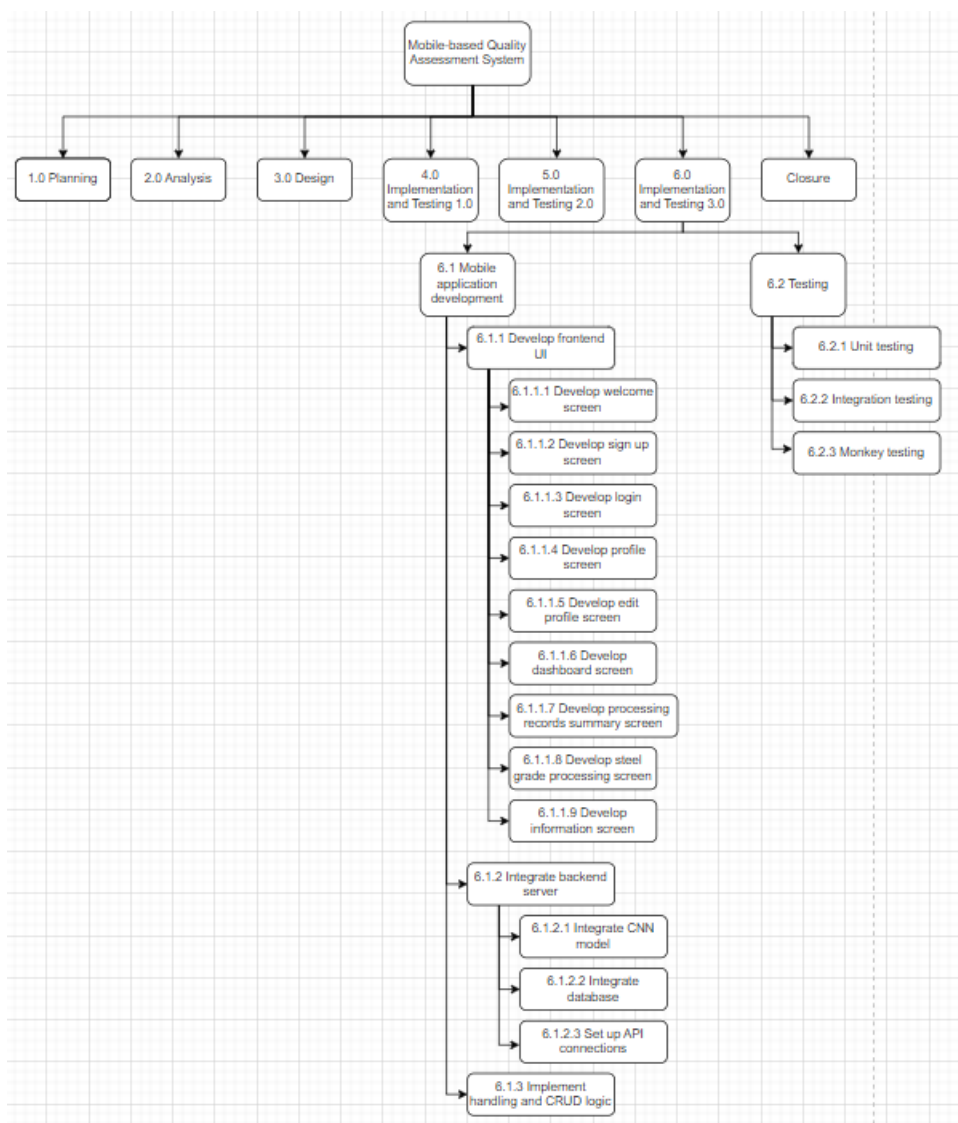 Mobile-based Quality
Assessment System
1.0 Planning
2.0 Analysis
3.0 Design
4.0
Implementation
and Testing 1.0
5.0
Implementation
and Testing 2.0
6.0
Implementation
and Testing 3.0
Closure
6.1 Mobile
application
development
6.1.1 Develop frontend
UI
6.1.1.1 Develop welcome
screen
6.1.1.2 Develop sign up
screen
6.1.1.3 Develop login
screen
6.1.1.4 Develop profile
screen
6.1.1.5 Develop edit
profile screen
6.1.1.6 Develop
dashboard screen
6.1.1.7 Develop processing
records summary screen
6.1.1.8 Develop steel
grade processing screen
6.1.1.9 Develop
information screen
6.1.2 Integrate backend
server
6.1.2.1 Integrate CNN
model
6.1.2.2 Integrate
database
6.1.2.3 Set up API
connections
6.1.3 Implement
handling and CRUD logic
6.2 Testing
6.2.1 Unit testing
6.2.2 Integration testing
6.2.3 Monkey testing